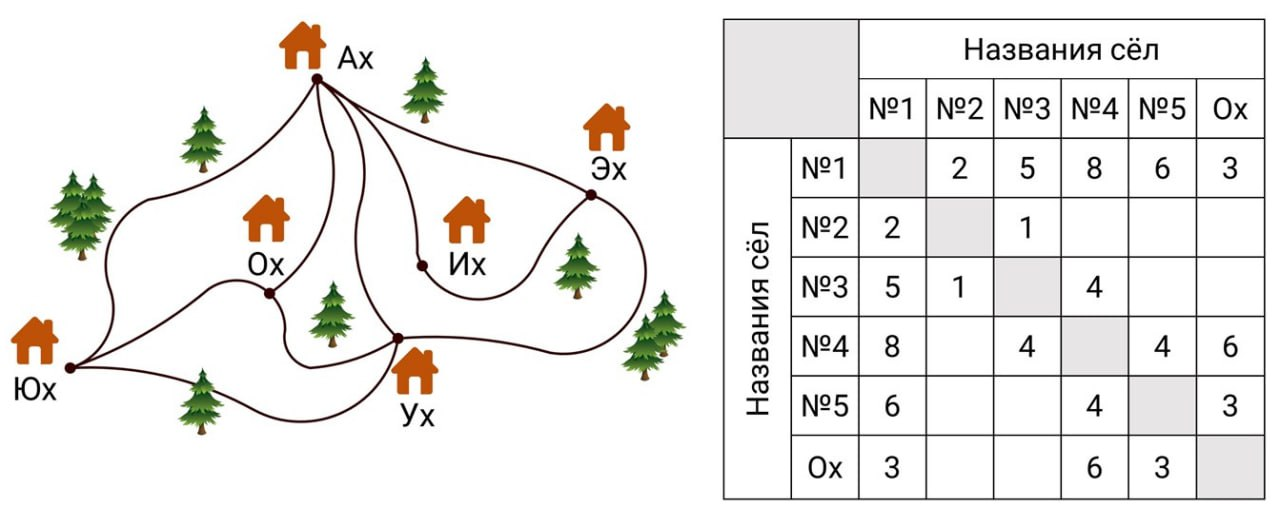 Ах
Эх
Ох
Их
Юх
Ух
Названия сёл
№1 №2 №3 №4 №5 Ох
Названия сёл
№1 2 5 8 6 3
№2 2 1
№3 5 1 4
№4 8 4 4 6
№5 6 4 3
Ох 3 6 3